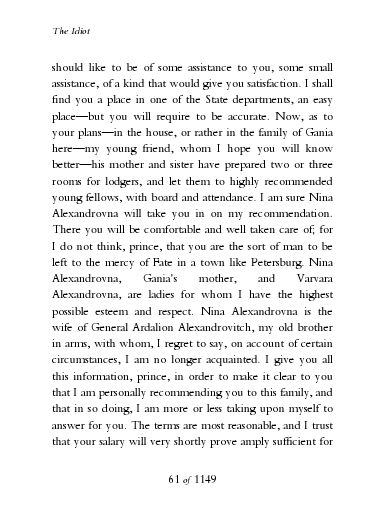 The Idiot
should like to be of some assistance to you, some small
assistance, of a kind that would give you satisfaction. I shall
find you a place in one of the State departments, an easy
place—but you will require to be accurate. Now, as to
your plans—in the house, or rather in the family of Gania
here—my young friend, whom I hope you will know
better—his mother and sister have prepared two or three
rooms for lodgers, and let them to highly recommended
young fellows, with board and attendance. I am sure Nina
Alexandrovna will take you in on my recommendation.
There you will be comfortable and well taken care of; for
I do not think, prince, that you are the sort of man to be
left to the mercy of Fate in a town like Petersburg. Nina
Alexandrovna, Gania's mother, and Varvara
Alexandrovna, are ladies for whom I have the highest
possible esteem and respect. Nina Alexandrovna is the
wife of General Ardalion Alexandrovitch, my old brother
in arms, with whom, I regret to say, on account of certain
circumstances, I am no longer acquainted. I give you all
this information, prince, in order to make it clear to you
that I am personally recommending you to this family, and
that in so doing, I am more or less taking upon myself to
answer for you. The terms are most reasonable, and I trust
that your salary will very shortly prove amply sufficient for
61 of 1149